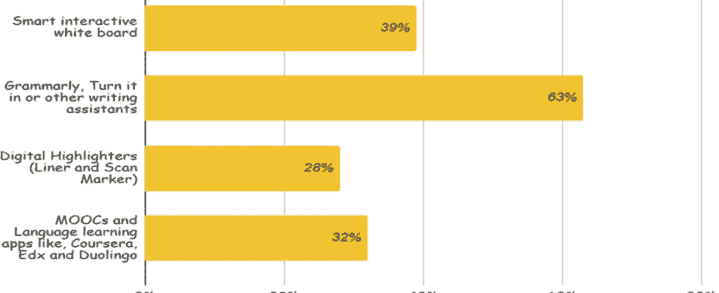 Smart interactive
white board
39%
Grammarly, Turn it
in or other writing
assistants
63%
Digital Highlighters
(Liner and Scan
Marker)
28%
MOOCs and
Language learning
apps like, Coursera,
Edx and Duolingo
32%